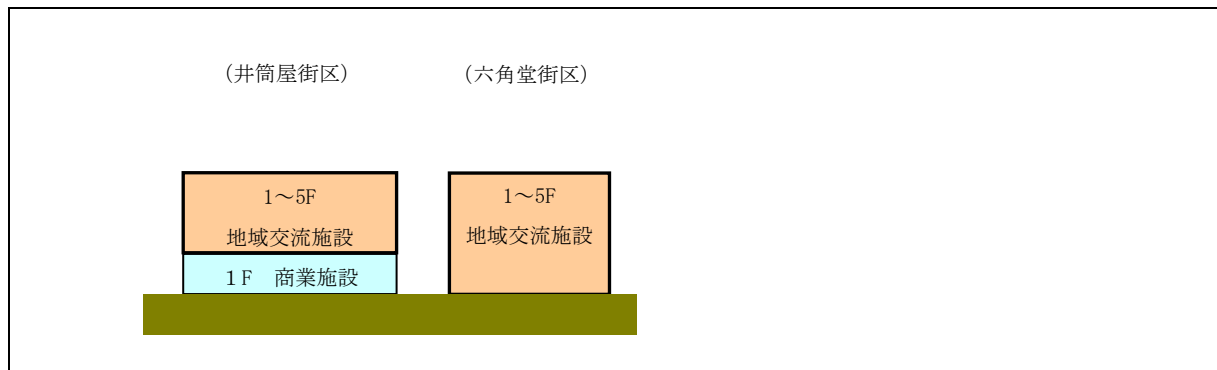 （井筒屋街区）
（六角堂街区）
1～5F
地域交流施設
１F　商業施設
1～5F
地域交流施設